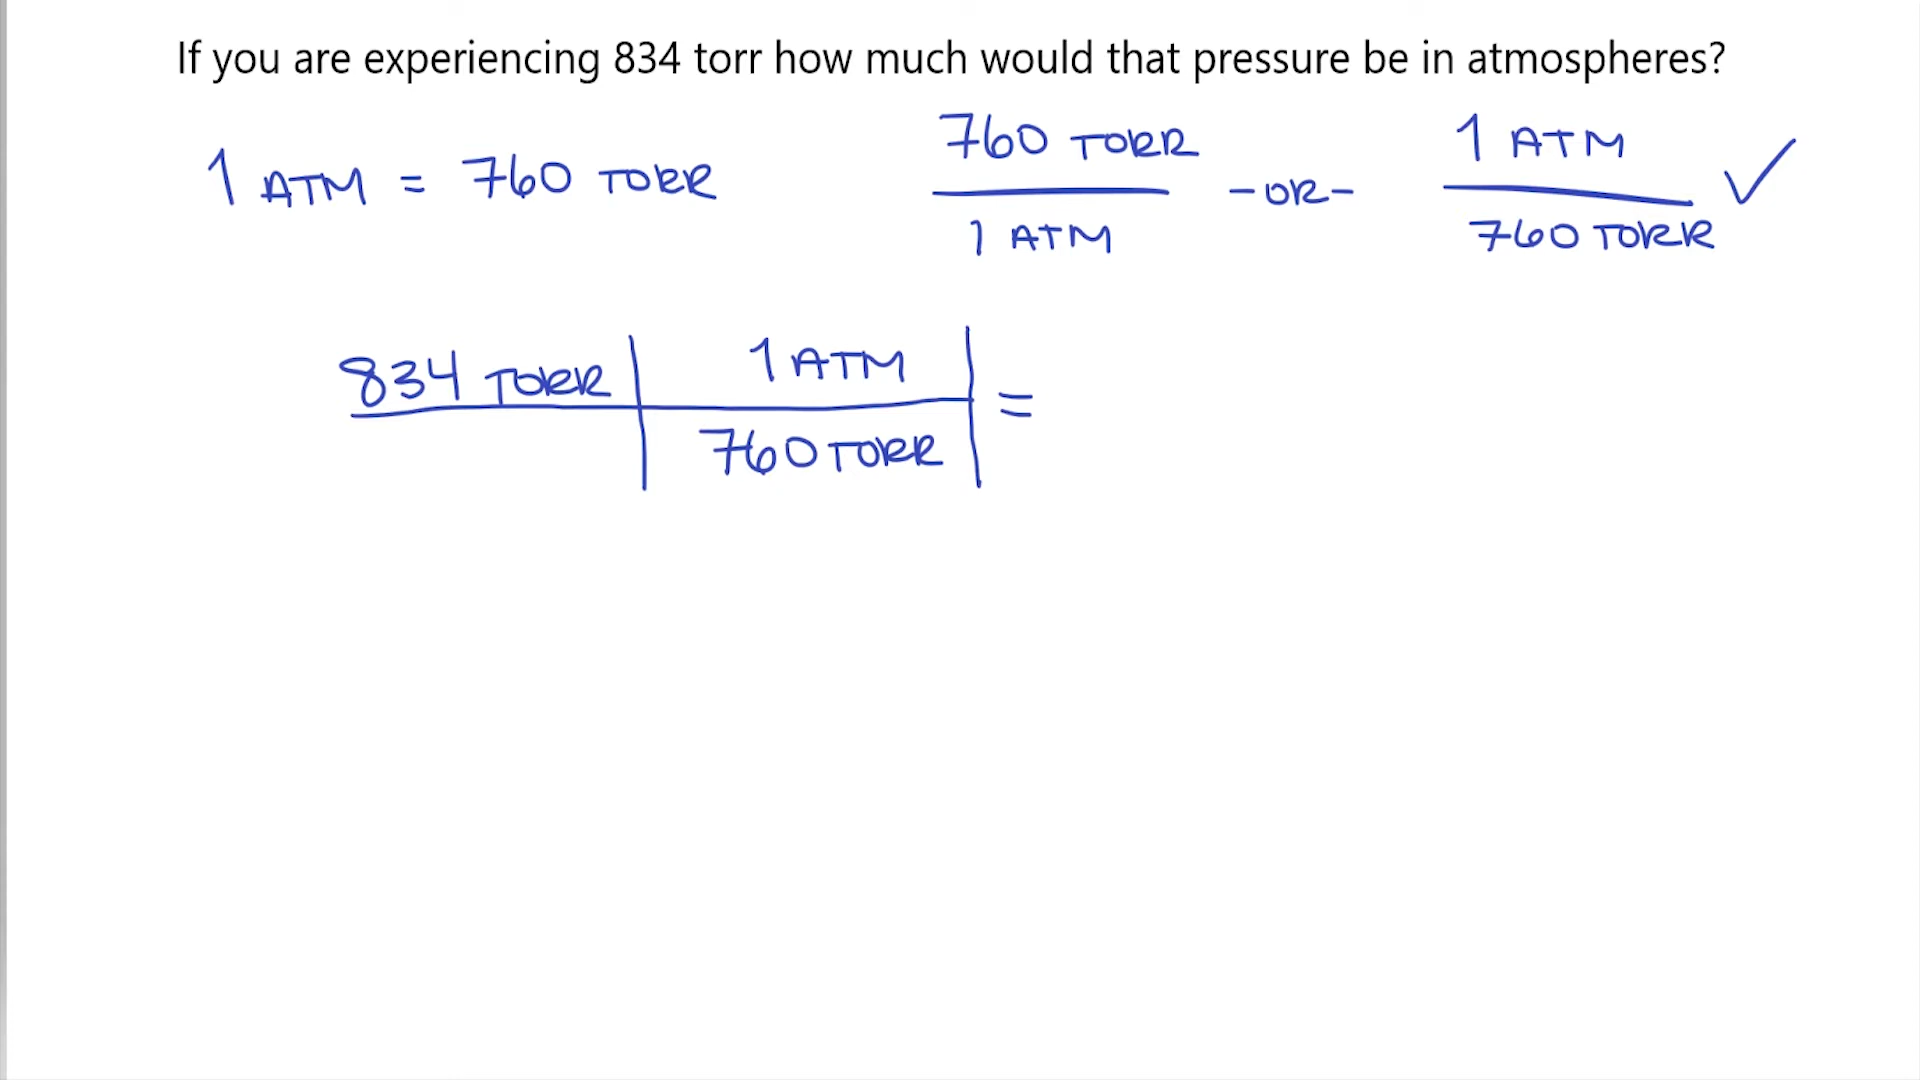 If you are experiencing 834 torr how much would that pressure be in atmospheres?
1 ATM = 760 TORR
760 TORR
1 ATM
-OR-
1 ATM
760 TORR
✓
834 TORR
1 ATM
760 TORR
=